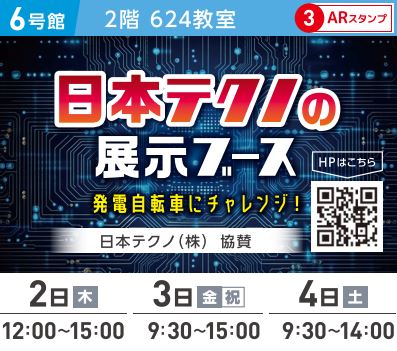 6号館 2階 624教室 3 ARスタンプ
日本テクノの
展示ブース
HPはこちら
発電自転車にチャレンジ！
日本テクノ（株） 協賛
2日 木 3日 金 祝 4日 土
12:00～15:00 9:30～15:00 9:30～14:00